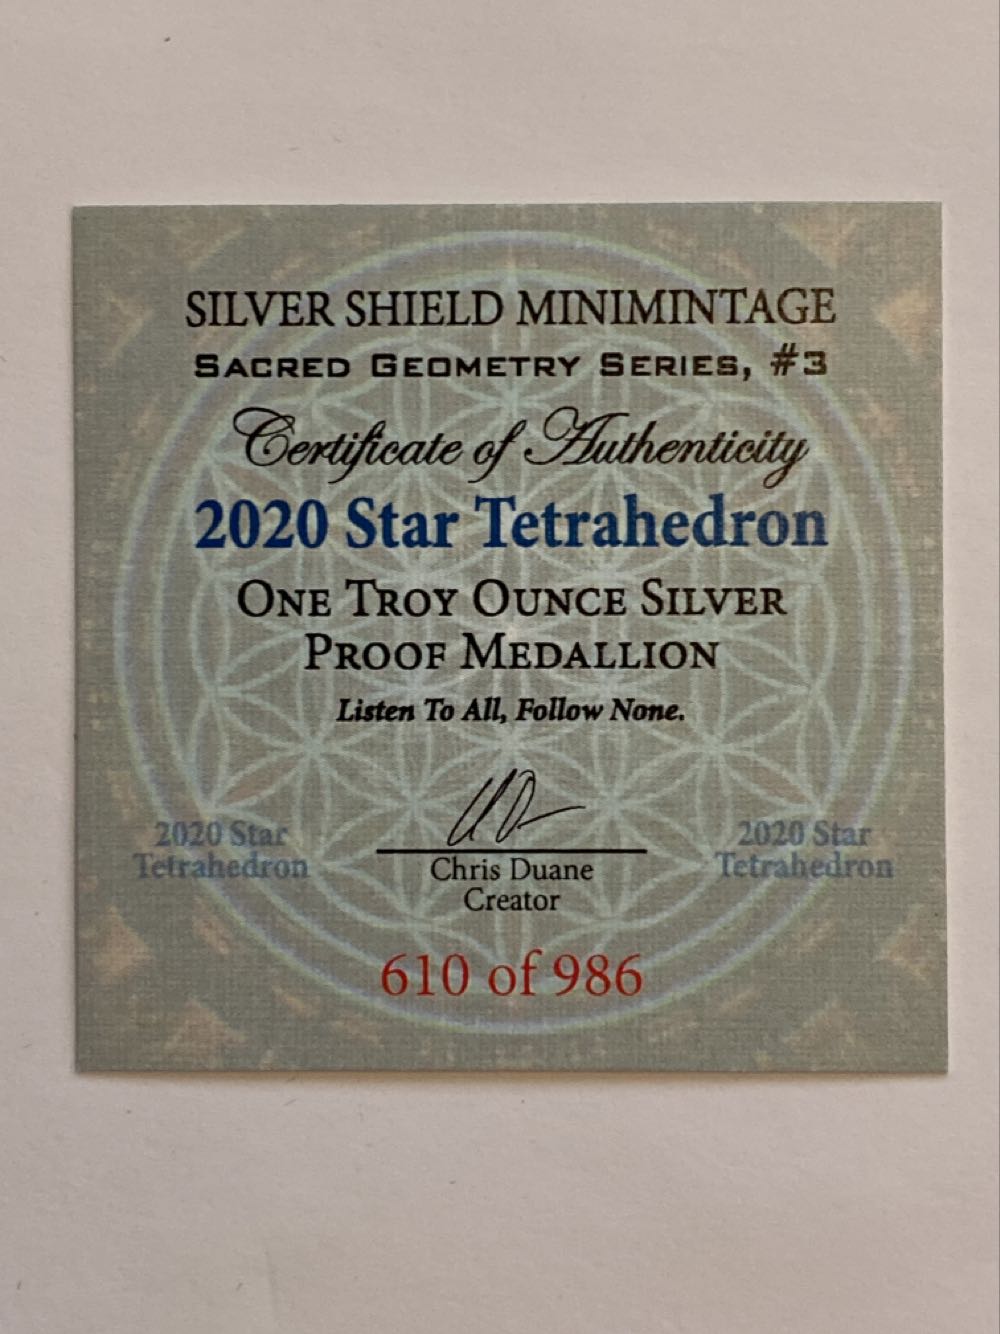 SILVER SHIELD MINIMINTAGE
SACRED GEOMETRY SERIES, #3
Certificate of Authenticity
2020 Star Tetrahedron
ONE TROY OUNCE SILVER
PROOF MEDALLION
Listen To All, Follow None.
2020 Star
Tetrahedron
Chris Duane
Creator
2020 Star
Tetrahedron
610 of 986